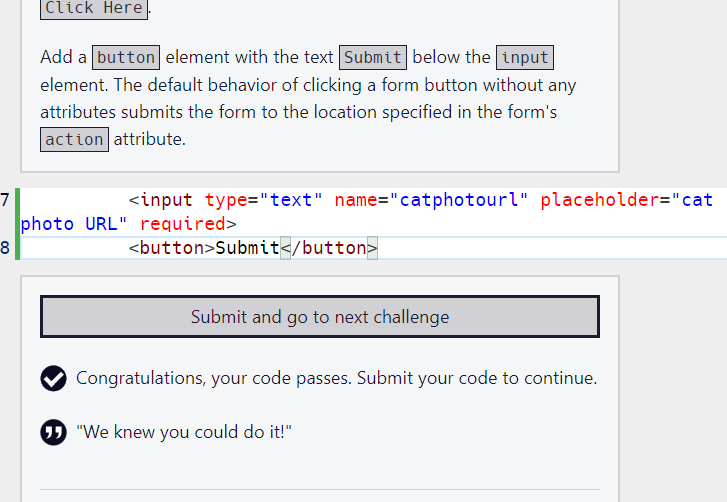 Click Here.
Add a button element with the text Submit below the input
element. The default behavior of clicking a form button without any
attributes submits the form to the location specified in the form's
action attribute.
7 <input type="text" name="catphotourl" placeholder="cat
photo URL" required>
8 <button>Submit</button>
Submit and go to next challenge
Congratulations, your code passes. Submit your code to continue.
"We knew you could do it!"